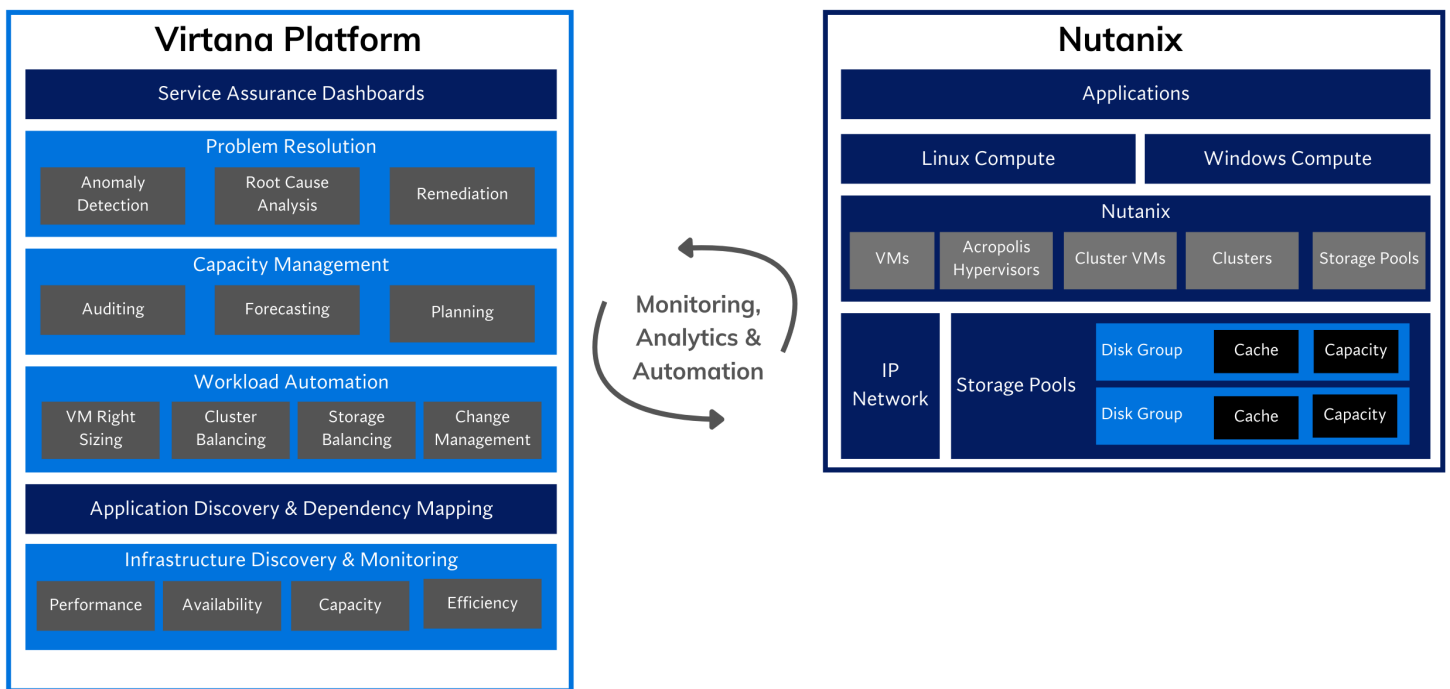 Virtana Platform
Service Assurance Dashboards
Problem Resolution
Anomaly
Detection
Root Cause
Analysis
Remediation
Capacity Management
Auditing
Forecasting
Planning
Workload Automation
VM Right
Sizing
Cluster
Balancing
Storage
Balancing
Change
Management
Application Discovery & Dependency Mapping
Infrastructure Discovery & Monitoring
Performance
Availability
Capacity
Efficiency
Monitoring,
Analytics &
Automation
Nutanix
Applications
Linux Compute
Windows Compute
Nutanix
VMs
Acropolis
Hypervisors
Cluster VMs
Clusters
Storage Pools
IP
Network
Storage Pools
Disk Group
Cache
Capacity
Disk Group
Cache
Capacity